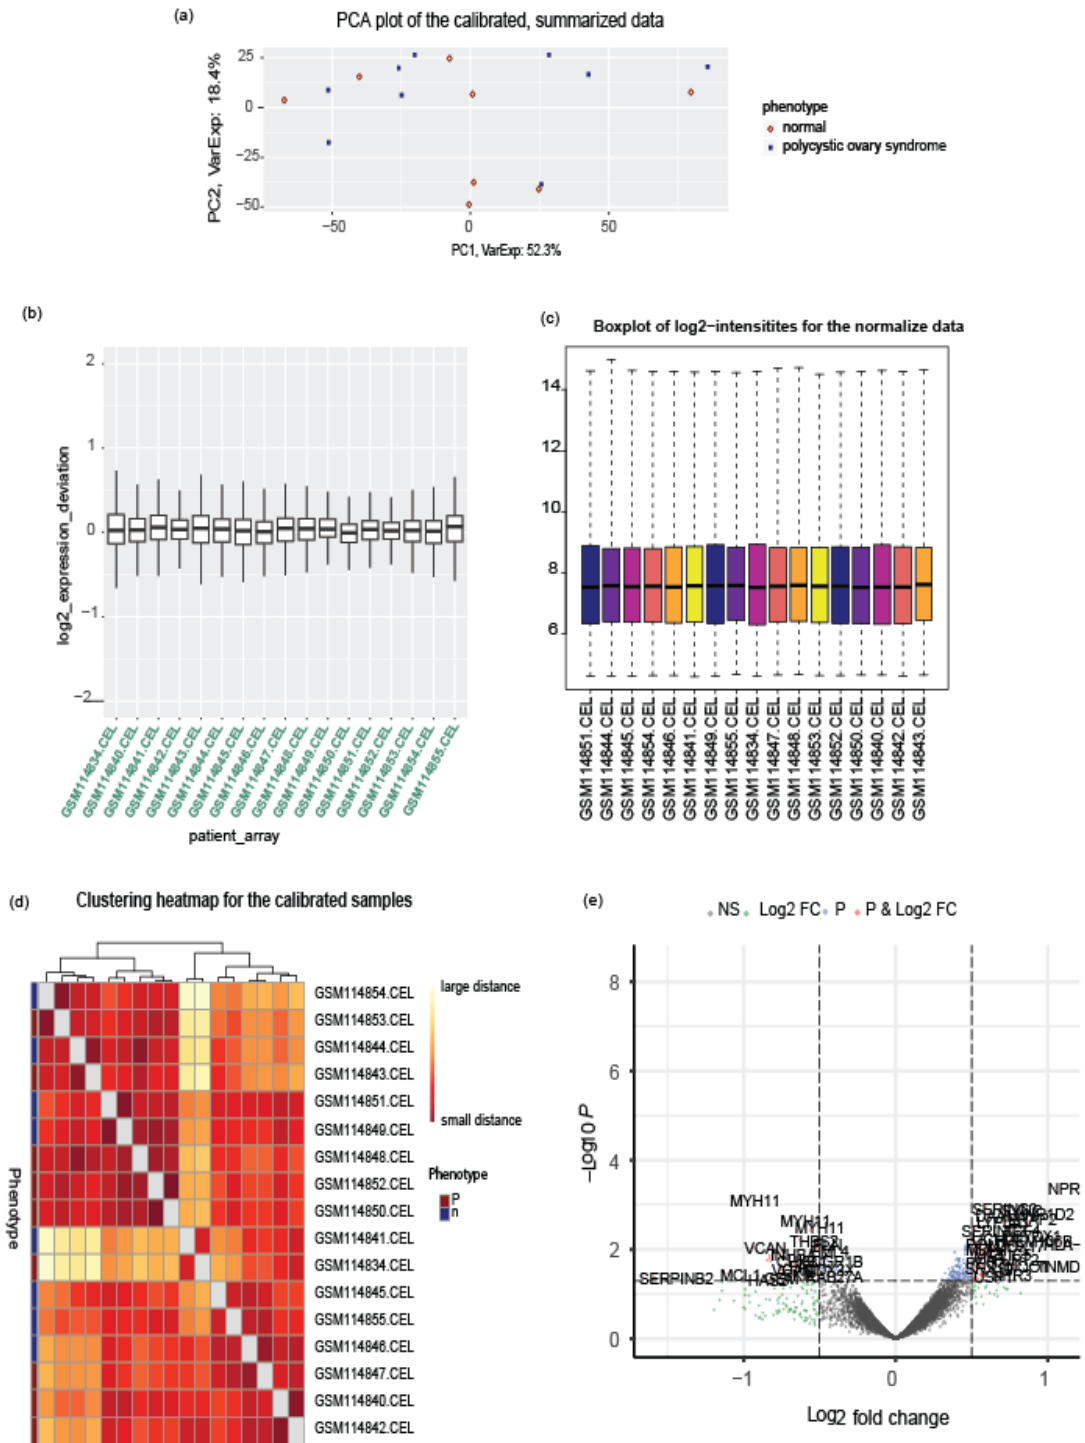 (a)
PCA plot of the calibrated, summarized data
PC2, VarExp: 18.4%
25
0
−25
−50
−50
0
50
PC1, VarExp: 52.3%
phenotype
normal
polycystic ovary syndrome
(b)
log2_expression_deviation
2
1
0
−1
−2
GSM114834.CEL
GSM114840.CEL
GSM114841.CEL
GSM114842.CEL
GSM114843.CEL
GSM114844.CEL
GSM114845.CEL
GSM114846.CEL
GSM114847.CEL
GSM114848.CEL
GSM114849.CEL
GSM114850.CEL
GSM114851.CEL
GSM114852.CEL
GSM114853.CEL
GSM114854.CEL
GSM114855.CEL
patient_array
(c)
Boxplot of log2−intensitites for the normalize data
14
12
10
8
6
GSM114851.CEL
GSM114844.CEL
GSM114845.CEL
GSM114854.CEL
GSM114846.CEL
GSM114841.CEL
GSM114849.CEL
GSM114855.CEL
GSM114834.CEL
GSM114847.CEL
GSM114848.CEL
GSM114853.CEL
GSM114852.CEL
GSM114850.CEL
GSM114840.CEL
GSM114842.CEL
GSM114843.CEL
(d)
Clustering heatmap for the calibrated samples
GSM114854.CEL
GSM114853.CEL
GSM114844.CEL
GSM114843.CEL
GSM114851.CEL
GSM114849.CEL
GSM114848.CEL
GSM114852.CEL
GSM114850.CEL
GSM114841.CEL
GSM114834.CEL
GSM114845.CEL
GSM114855.CEL
GSM114846.CEL
GSM114847.CEL
GSM114840.CEL
GSM114842.CEL
large distance
small distance
Phenotype
P
n
Phenotype
(e)
NS Log2 FC P P & Log2 FC
−Log10 P
8
6
4
2
0
NPR
MYH11
MYH11
MYH11
THBS2
VCAN
MCL1
SERPINB2
−1
0
1
Log2 fold change